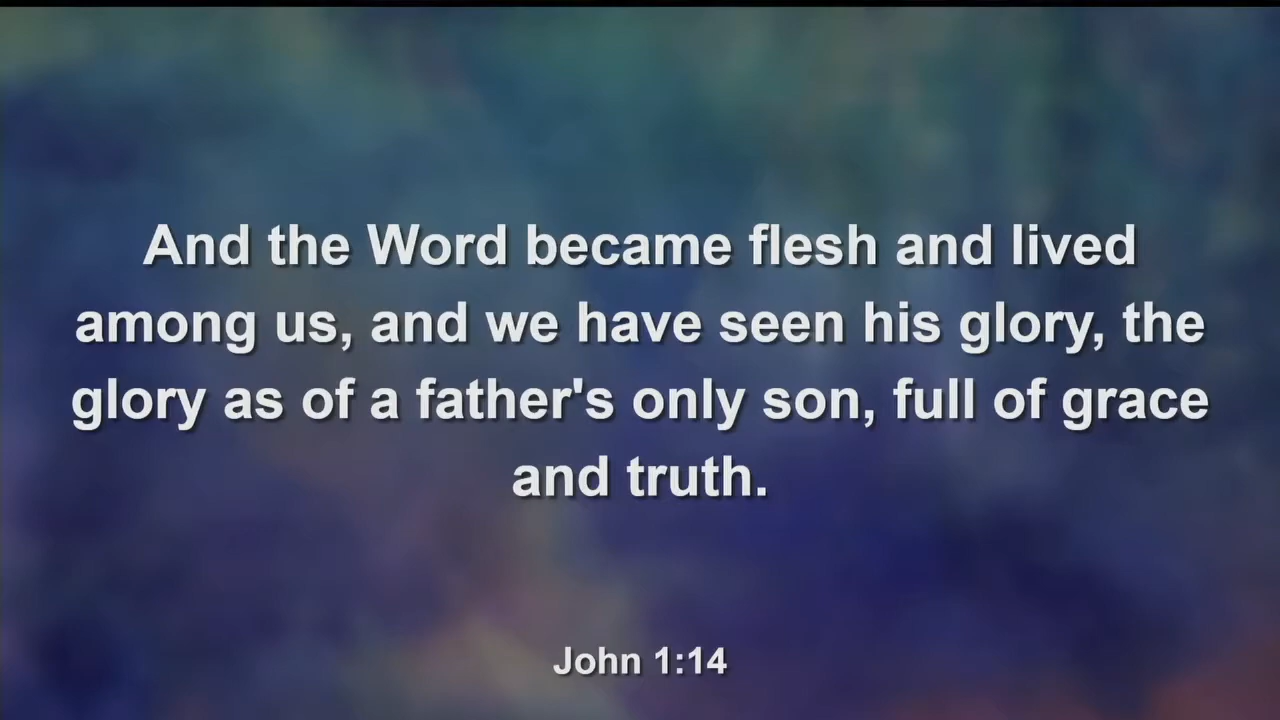 And the Word became flesh and lived
among us, and we have seen his glory, the
glory as of a father's only son, full of grace
and truth.
John 1:14